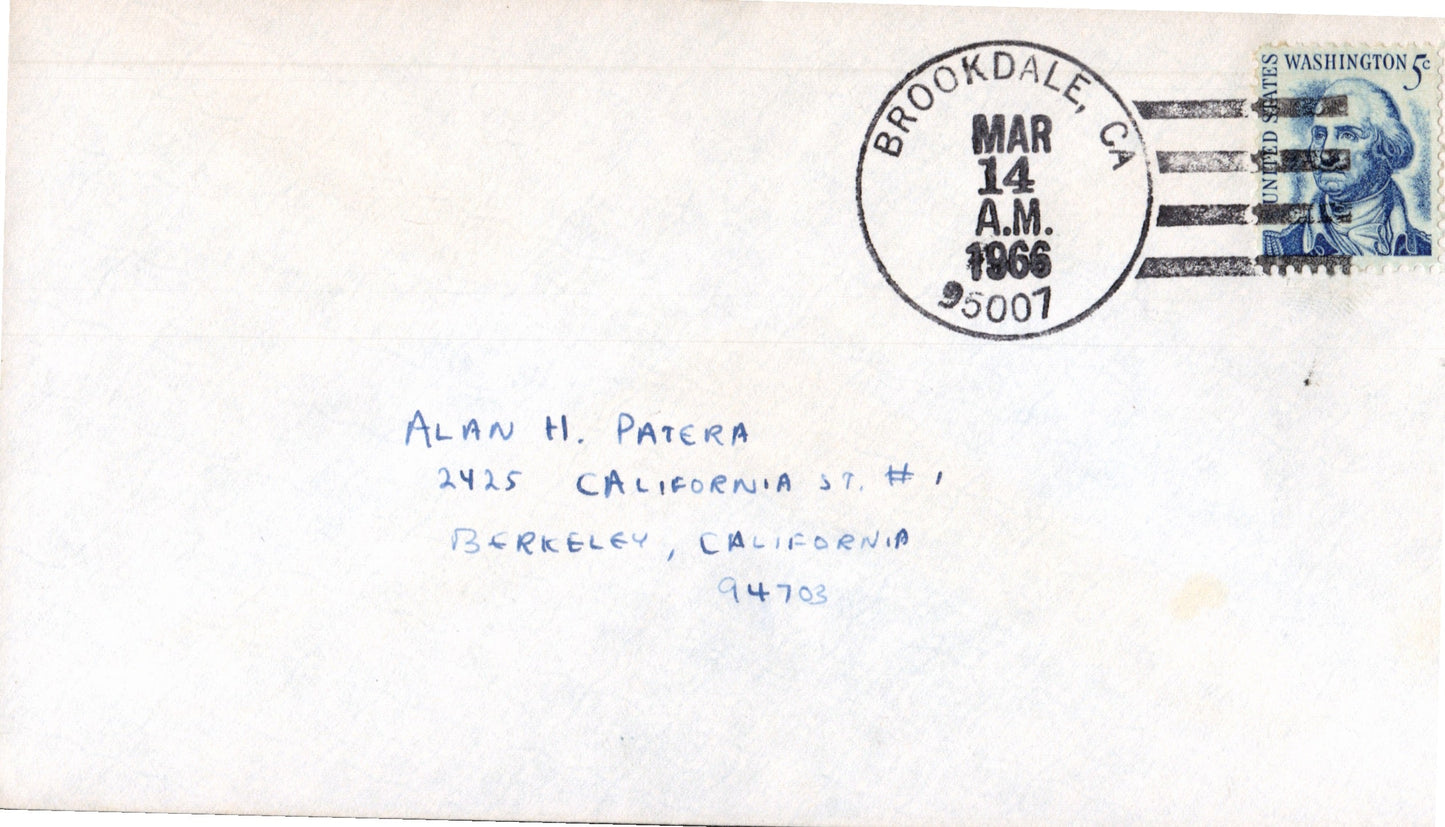 BROOKDALE, CA
MAR
14
A.M.
1966
95007
UNITED STATES
WASHINGTON 5c
ALAN H. PATERA
2425 CALIFORNIA ST. #1
BERKELEY, CALIFORNIA
94703